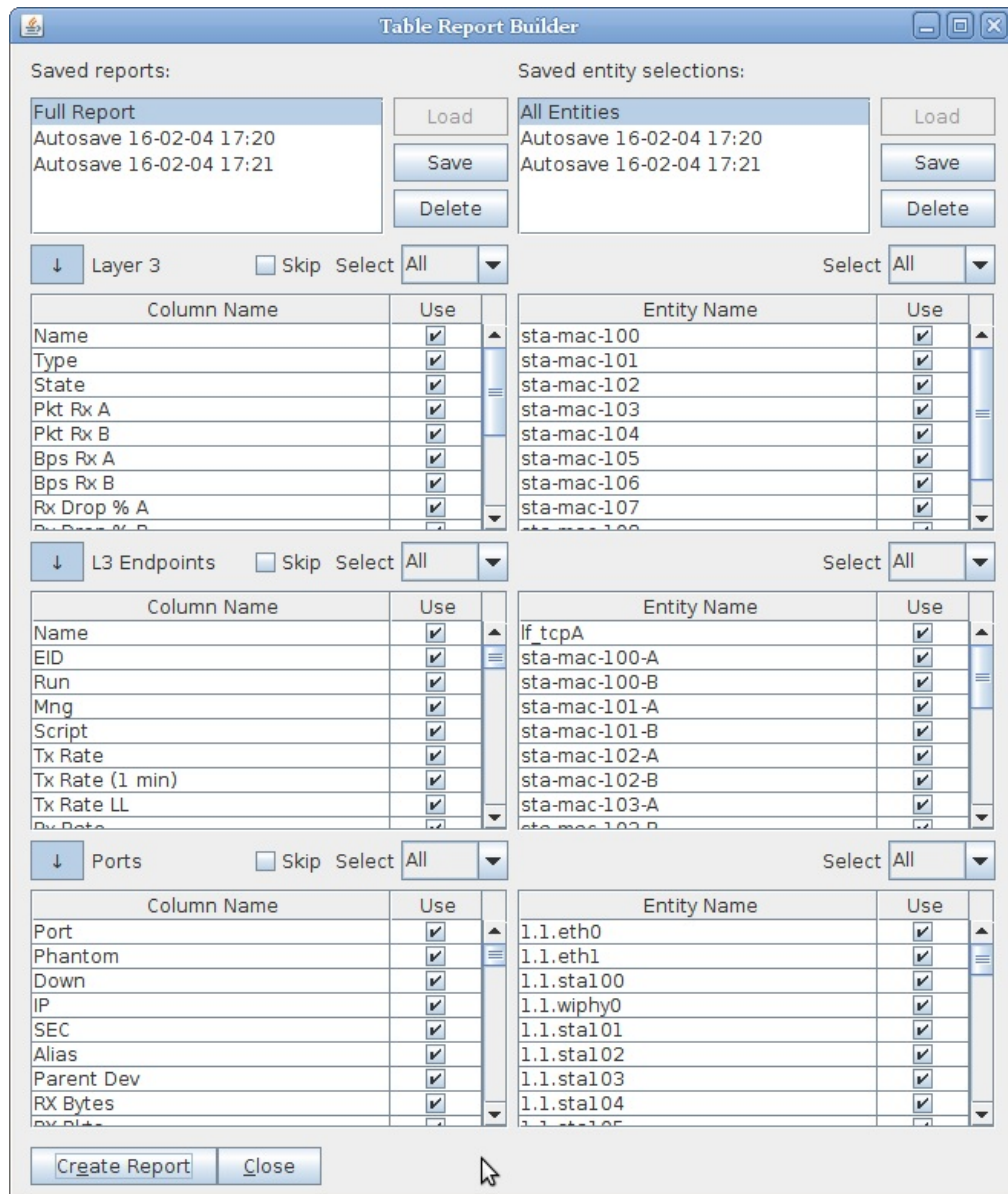 Table Report Builder
Saved reports: Saved entity selections:
Full Report Load All Entities Load
Autosave 16-02-04 17:20 Autosave 16-02-04 17:20
Autosave 16-02-04 17:21 Save Autosave 16-02-04 17:21 Save
Delete Delete
↓ Layer 3 Skip Select All Select All
Column Name Use Entity Name Use
Name sta-mac-100
Type sta-mac-101
State sta-mac-102
Pkt Rx A sta-mac-103
Pkt Rx B sta-mac-104
Bps Rx A sta-mac-105
Bps Rx B sta-mac-106
Rx Drop % A sta-mac-107
↓ L3 Endpoints Skip Select All Select All
Column Name Use Entity Name Use
Name lf_tcpA
EID sta-mac-100-A
Run sta-mac-100-B
Mng sta-mac-101-A
Script sta-mac-101-B
Tx Rate sta-mac-102-A
Tx Rate (1 min) sta-mac-102-B
Tx Rate LL sta-mac-103-A
↓ Ports Skip Select All Select All
Column Name Use Entity Name Use
Port 1.1.eth0
Phantom 1.1.eth1
Down 1.1.sta100
IP 1.1.wiphy0
SEC 1.1.sta101
Alias 1.1.sta102
Parent Dev 1.1.sta103
RX Bytes 1.1.sta104
Create Report Close